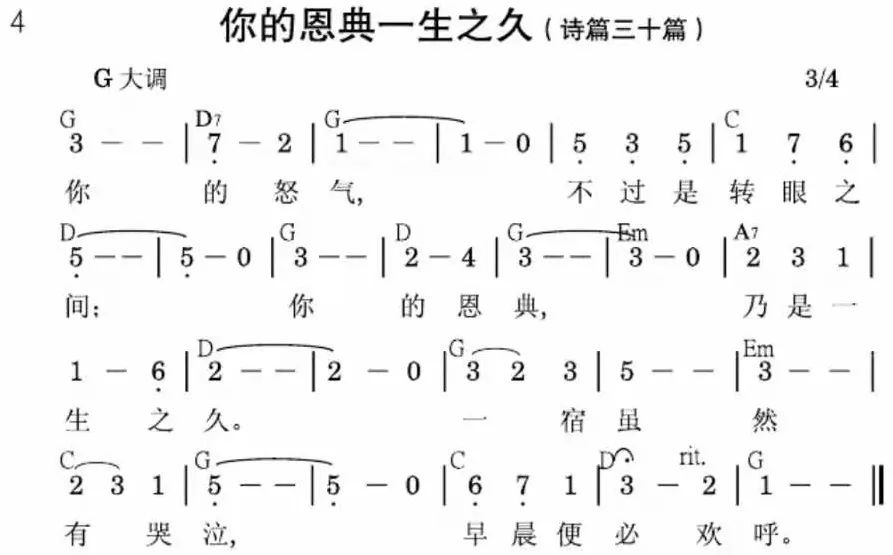 4 你的恩典一生之久(诗篇三十篇)
G 大调 3/4
G D7 G C
3 - - | 7̣ - 2 | 1 - - | 1 - 0 | 5̣ 3̣ 5̣ | 1 7̣ 6̣ |
你 的 怒 气, 不 过 是 转 眼 之
D G D G Em A7
5̣ - - | 5̣ - 0 | 3 - - | 2 - 4 | 3 - - | 3 - 0 | 2 3 1 |
间; 你 的 恩 典, 乃 是 一
D G Em
1 - 6̣ | 2 - - | 2 - 0 | 3 2 3 | 5 - - | 3 - - |
生 之 久。 一 宿 虽 然
C G C D rit. G
2 3 1 | 5̣ - - | 5̣ - 0 | 6̣ 7̣ 1 | 3 - 2 | 1 - - ||
有 哭 泣, 早 晨 便 必 欢 呼。